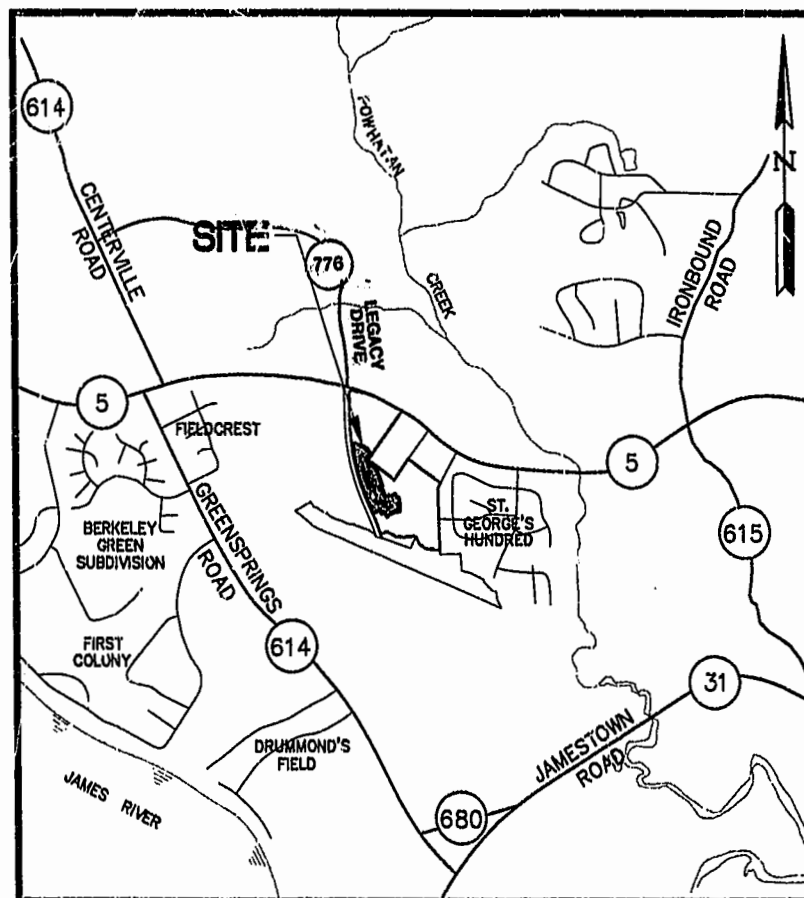 614
POWHATAN
CREEK
N
CENTERVILLE
ROAD
SITE
776
LEGACY
DRIVE
IRONBOUND
ROAD
5
FIELDCREST
5
ST.
GEORGE'S
HUNDRED
BERKELEY
GREEN
SUBDIVISION
GREENSPRINGS
ROAD
615
FIRST
COLONY
614
31
DRUMMOND'S
FIELD
JAMESTOWN
ROAD
JAMES RIVER
680